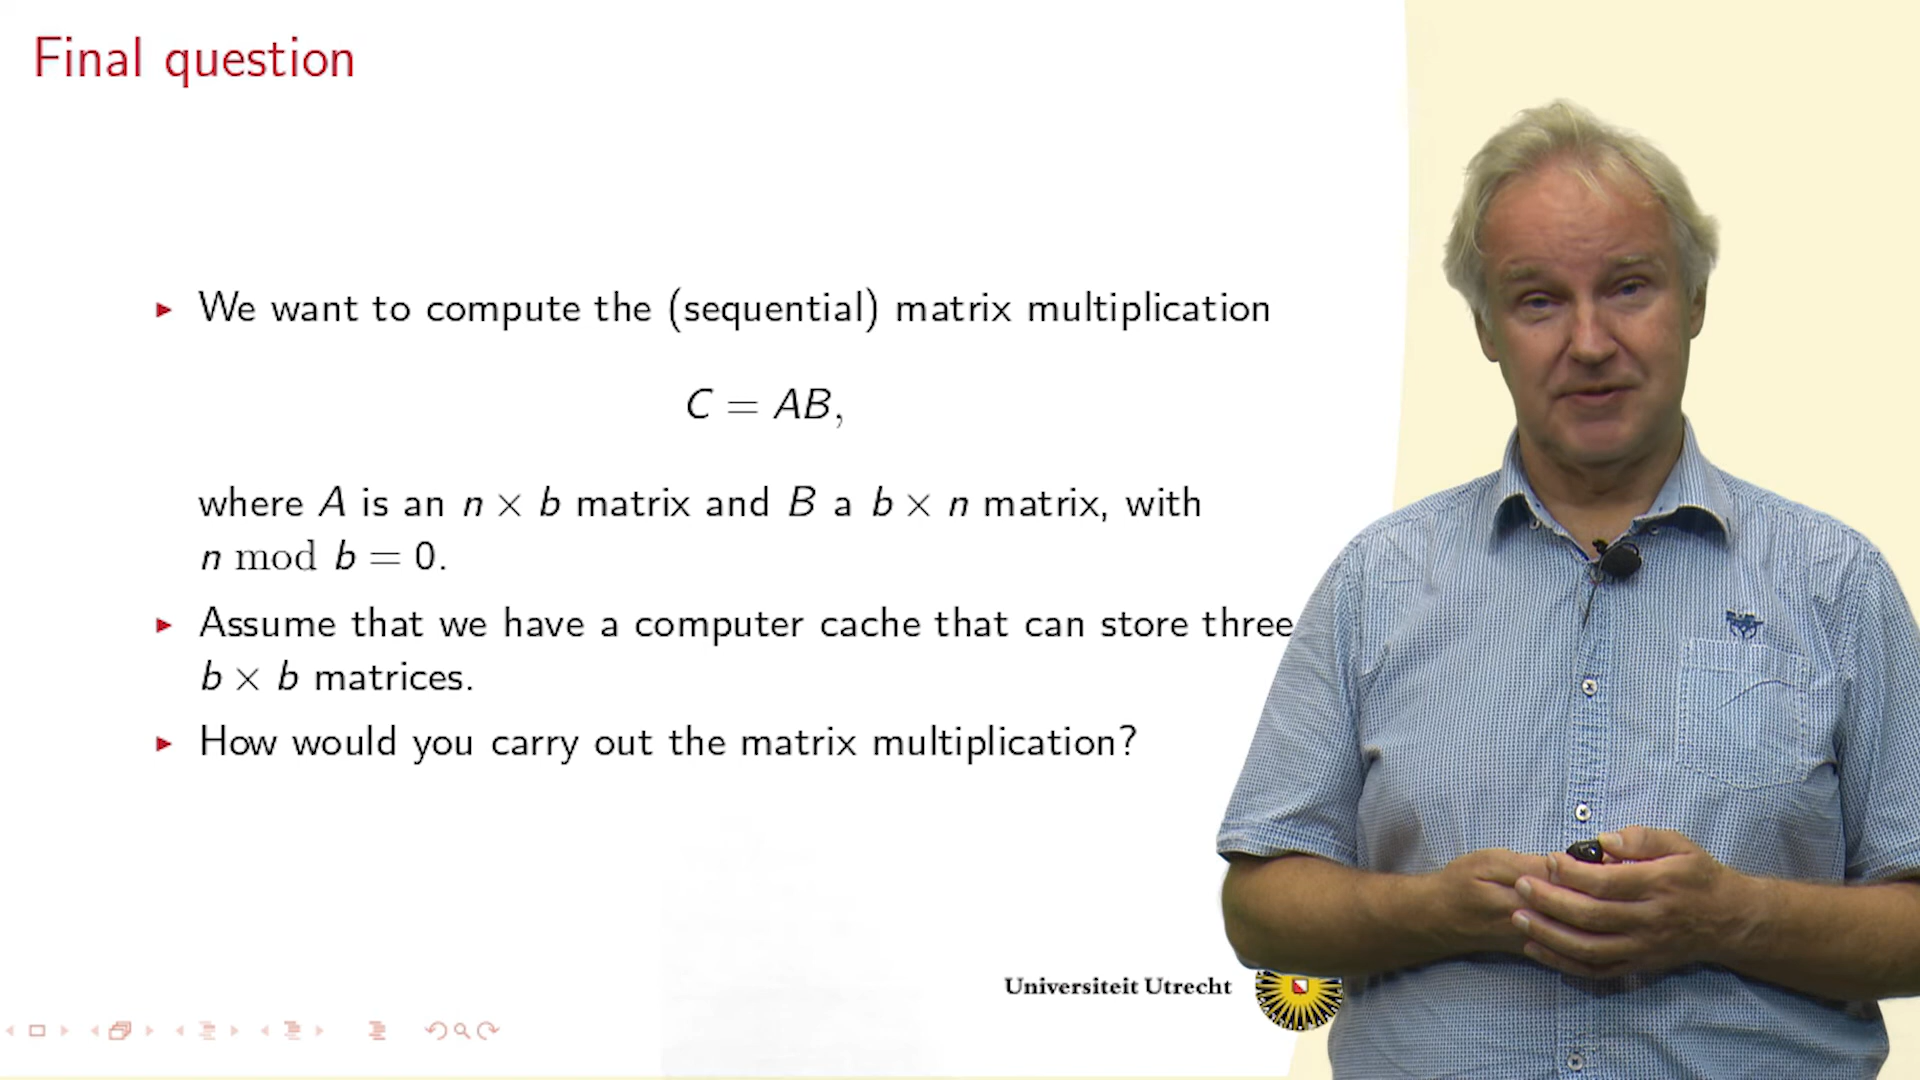 Final question
We want to compute the (sequential) matrix multiplication
C = AB,
where A is an n × b matrix and B a b × n matrix, with
n mod b = 0.
Assume that we have a computer cache that can store three
b × b matrices.
How would you carry out the matrix multiplication?
Universiteit Utrecht